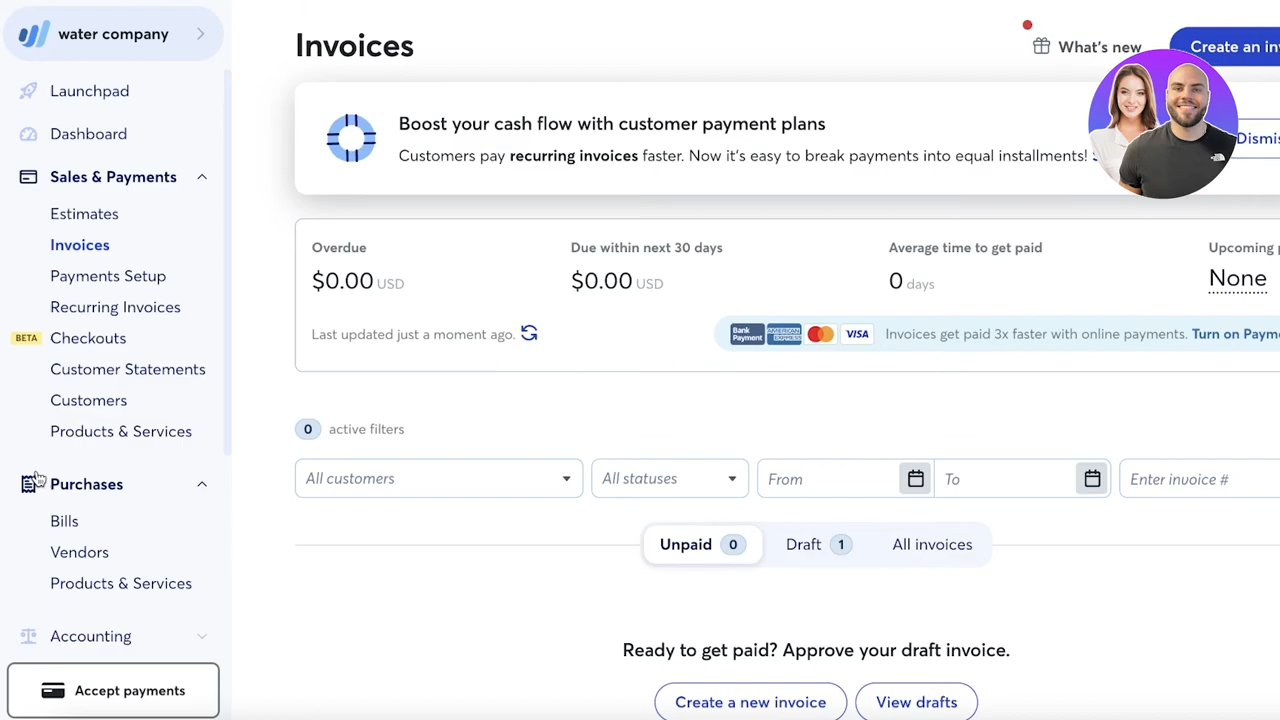 water company
Launchpad
Dashboard
Sales & Payments
Estimates
Invoices
Payments Setup
Recurring Invoices
BETA Checkouts
Customer Statements
Customers
Products & Services
Purchases
Bills
Vendors
Products & Services
Accounting
Accept payments
Invoices
What's new
Create an in
Boost your cash flow with customer payment plans
Customers pay recurring invoices faster. Now it's easy to break payments into equal installments!
Dismis
Overdue
$0.00 USD
Due within next 30 days
$0.00 USD
Average time to get paid
0 days
Upcoming
None
Last updated just a moment ago.
Bank Payment
AMERICAN EXPRESS
VISA
Invoices get paid 3x faster with online payments. Turn on Payme
0 active filters
All customers
All statuses
From
To
Enter invoice #
Unpaid 0
Draft 1
All invoices
Ready to get paid? Approve your draft invoice.
Create a new invoice
View drafts